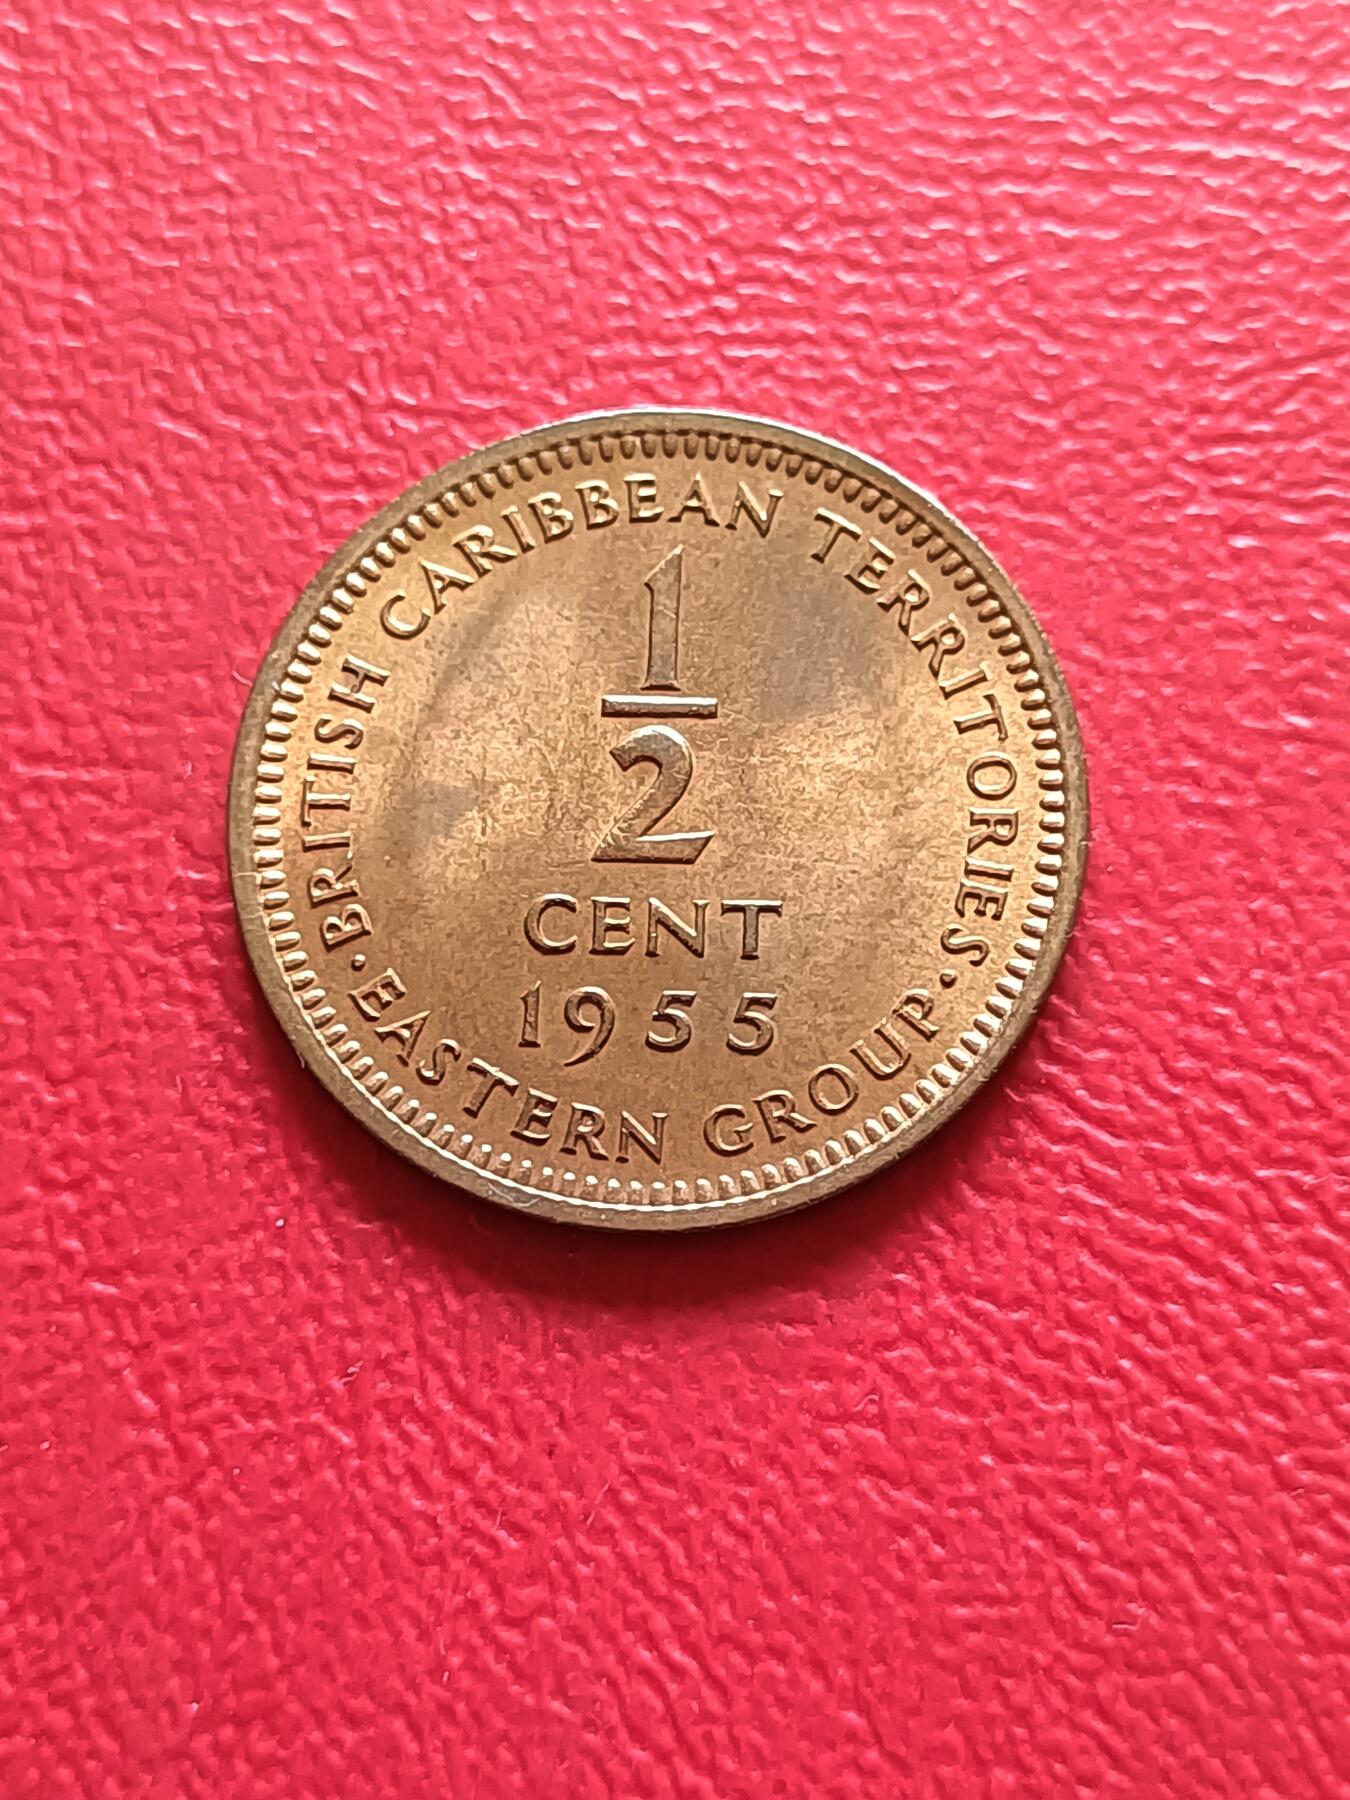 BRITISH CARIBBEAN TERRITORIES
1/2
CENT
1955
· EASTERN GROUP ·